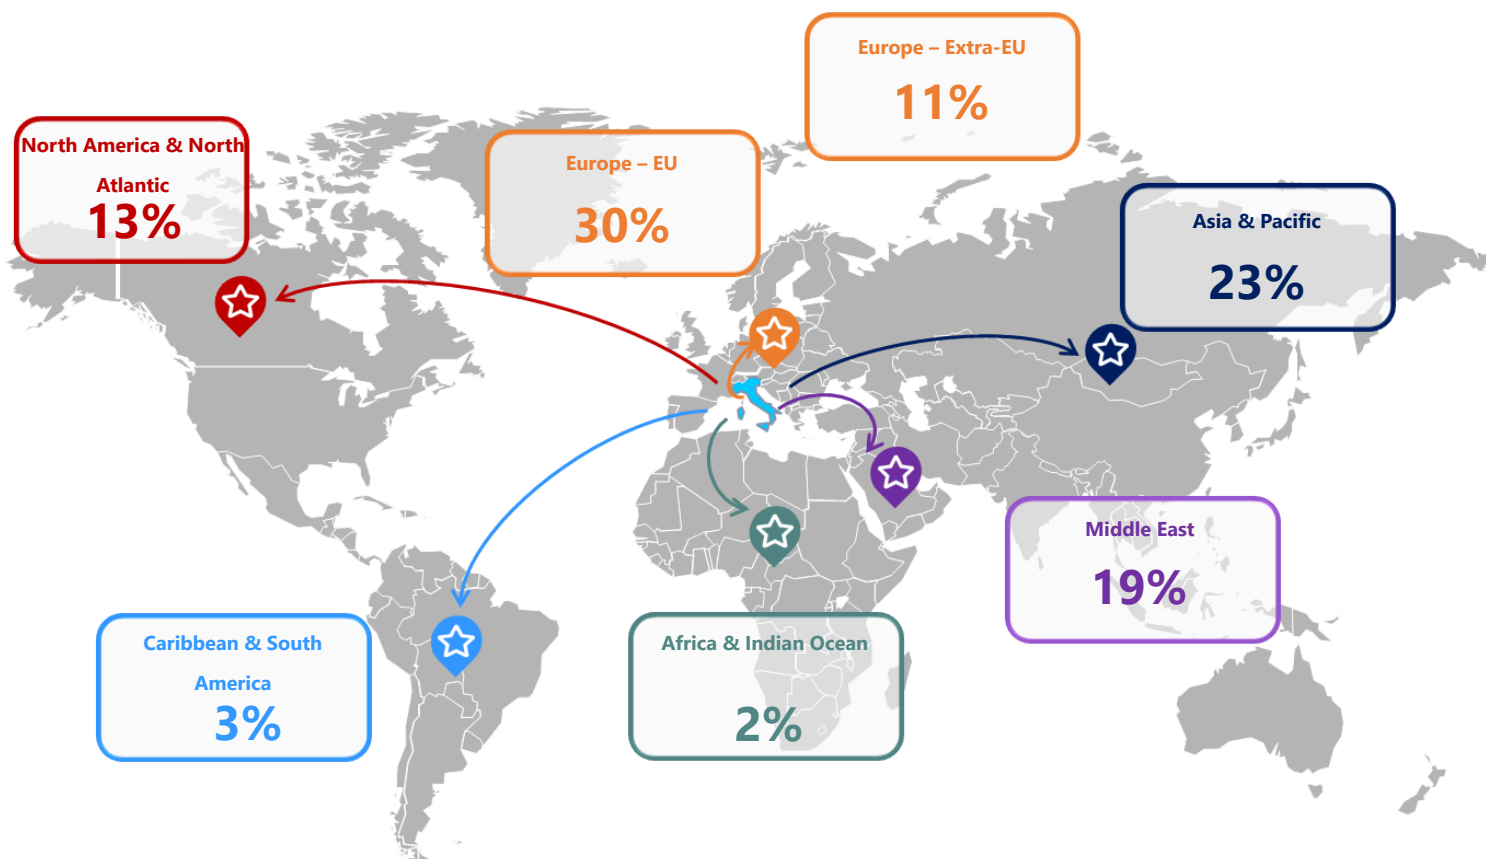 Europe – Extra-EU
11%
North America & North
Atlantic
13%
Europe – EU
30%
Asia & Pacific
23%
Middle East
19%
Caribbean & South
America
3%
Africa & Indian Ocean
2%